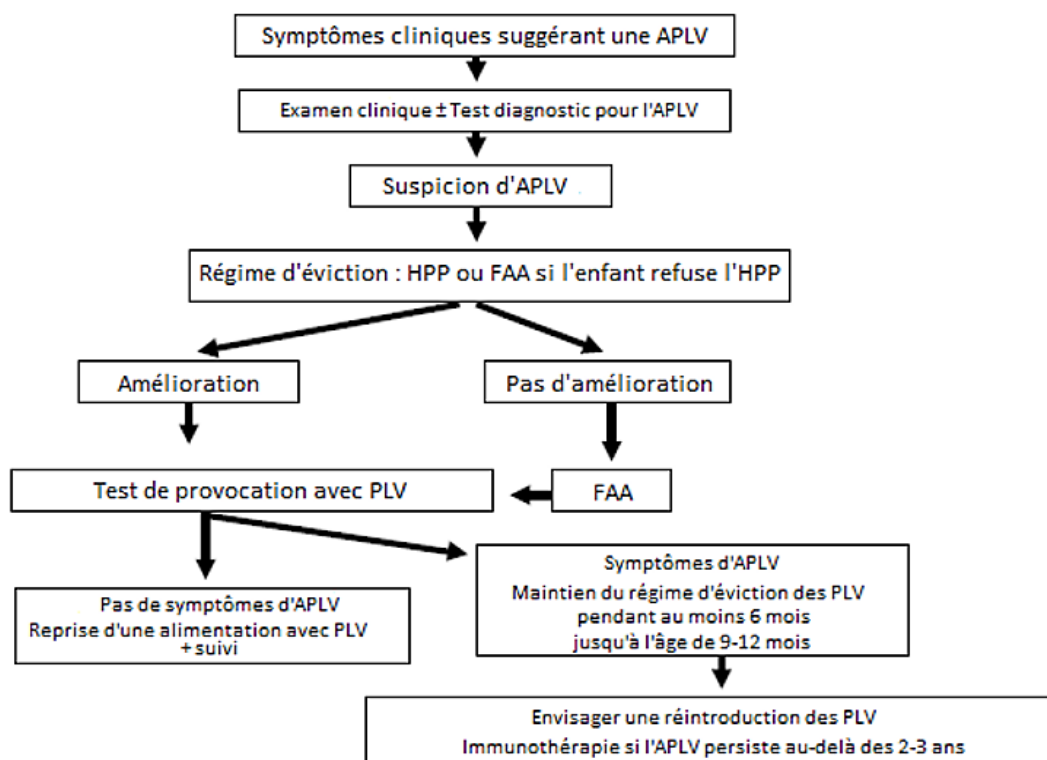 Symptômes cliniques suggérant une APLV
Examen clinique ± Test diagnostic pour l'APLV
Suspicion d'APLV
Régime d'éviction : HPP ou FAA si l'enfant refuse l'HPP
Amélioration
Pas d'amélioration
Test de provocation avec PLV
FAA
Pas de symptômes d'APLV
Reprise d'une alimentation avec PLV
+ suivi
Symptômes d'APLV
Maintien du régime d'éviction des PLV
pendant au moins 6 mois
jusqu'à l'âge de 9-12 mois
Envisager une réintroduction des PLV
Immunothérapie si l'APLV persiste au-delà des 2-3 ans